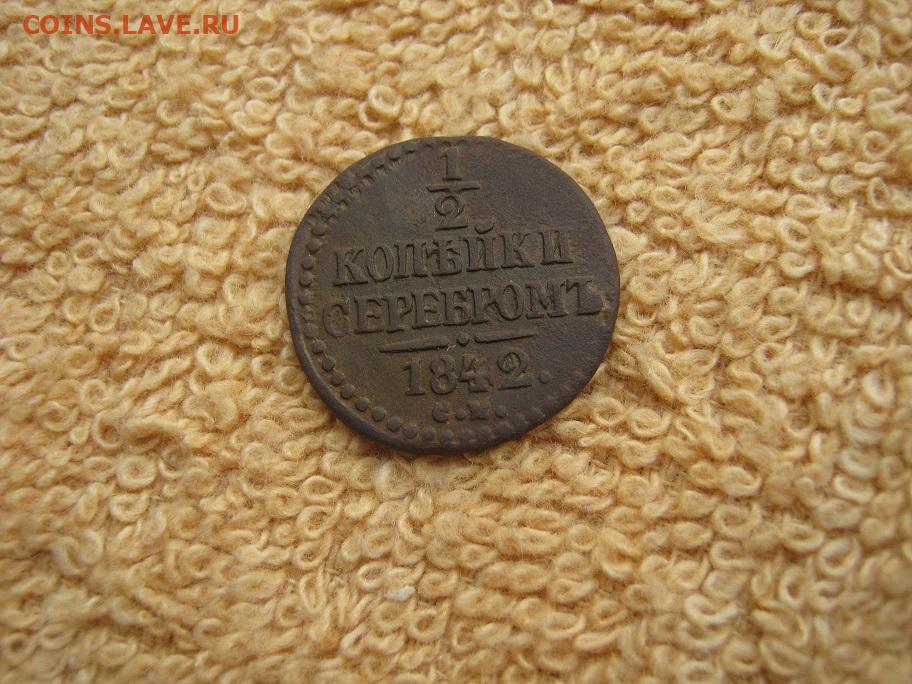 COINS.LAVE.RU
1
2
КОПѢЙКИ
СЕРЕБРОМЪ
1842.
С.М.